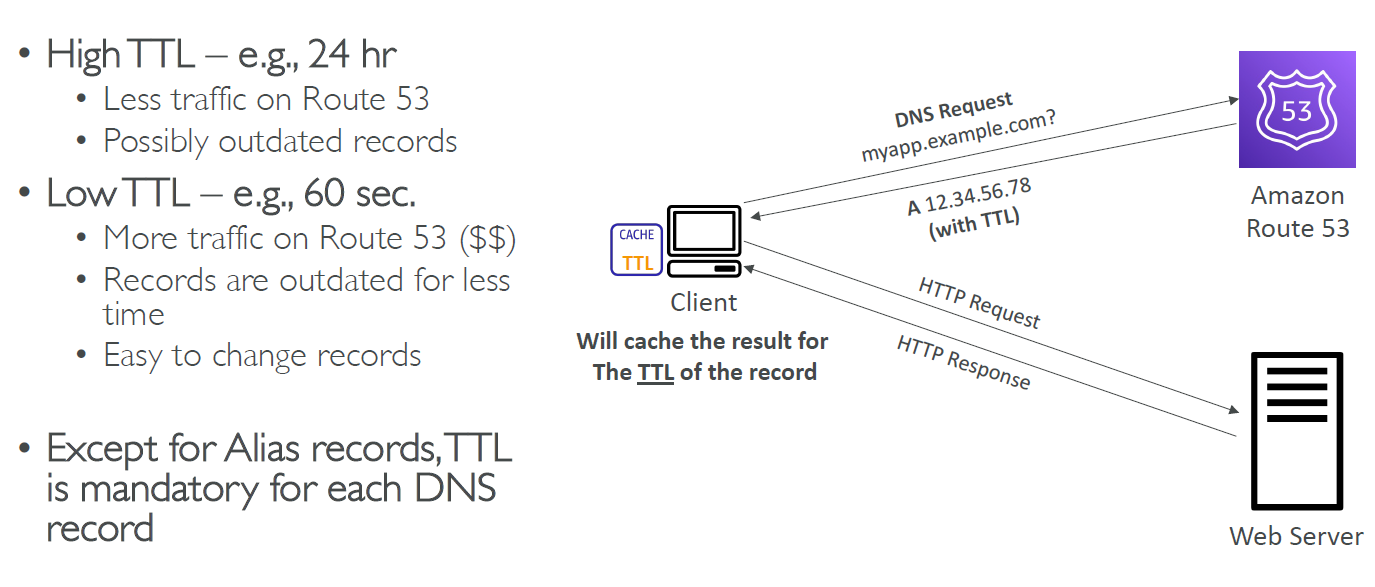 • High TTL – e.g., 24 hr
• Less traffic on Route 53
• Possibly outdated records
• Low TTL – e.g., 60 sec.
• More traffic on Route 53 ($$)
• Records are outdated for less
time
• Easy to change records
• Except for Alias records, TTL
is mandatory for each DNS
record
DNS Request
myapp.example.com?
A 12.34.56.78
(with TTL)
53
Amazon
Route 53
CACHE
TTL
Client
Will cache the result for
The TTL of the record
HTTP Request
HTTP Response
Web Server